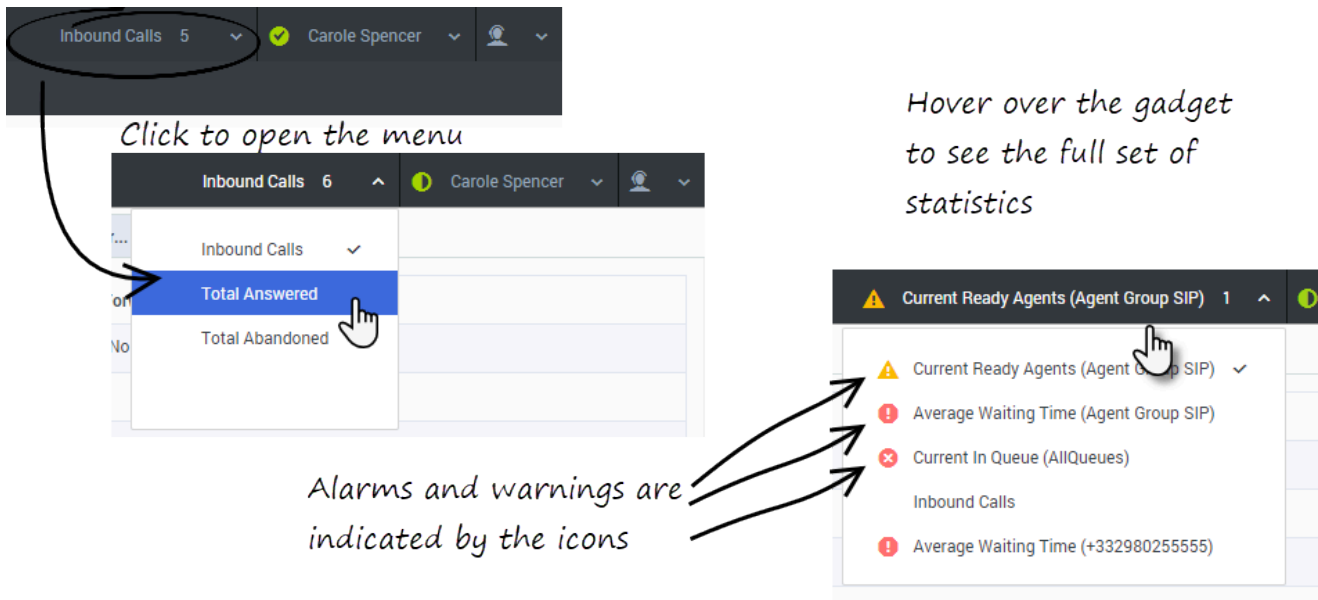 Inbound Calls 5 Carole Spencer
Click to open the menu
Inbound Calls 6 Carole Spencer
Inbound Calls
Total Answered
Total Abandoned
No
Hover over the gadget
to see the full set of
statistics
Current Ready Agents (Agent Group SIP) 1
Current Ready Agents (Agent Group SIP)
Average Waiting Time (Agent Group SIP)
Current In Queue (AllQueues)
Inbound Calls
Average Waiting Time (+332980255555)
Alarms and warnings are
indicated by the icons